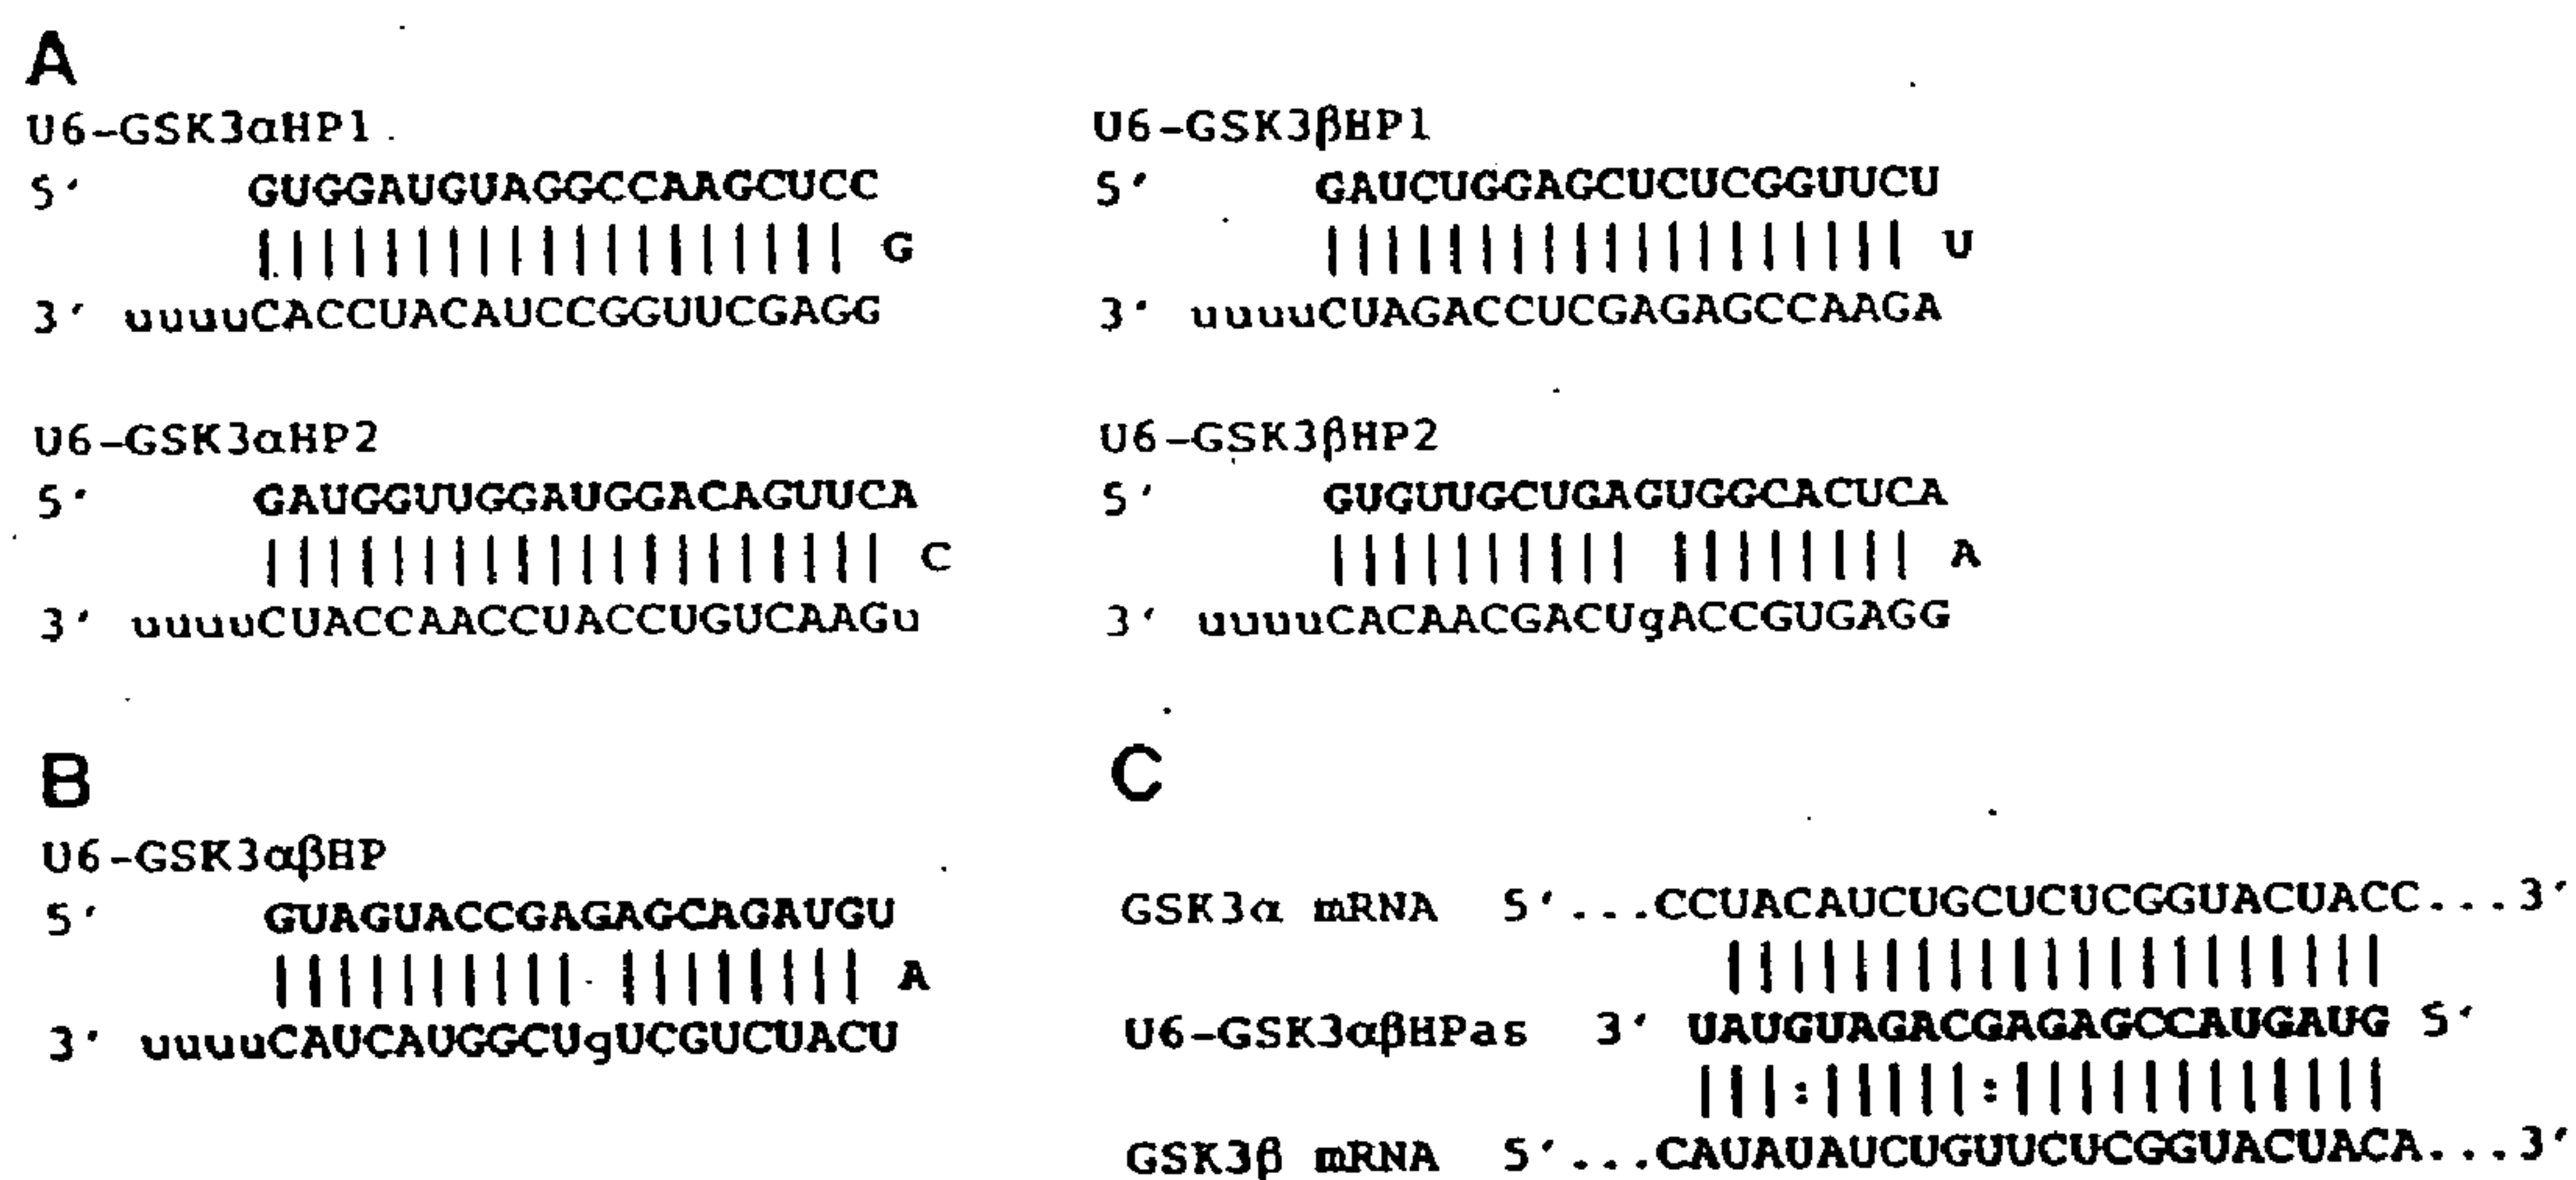 A
U6-GSK3αHP1
5' GUGGAUGUAGGCCAAGCUCC
G
3' uuuuCACCUACAUCCGGUUCGAGG
U6-GSK3αHP2
5' GAUGGUUGGAUGGACAGUUCA
C
3' uuuuCUACCAACCUACCUGUCAAGu
U6-GSK3βHP1
5' GAUCUGGAGCUCUCGGUUCU
U
3' uuuuCUAGACCUCGAGAGCCAAGA
U6-GSK3βHP2
5' GUGUUGCUGAGUGGCACUCA
A
3' uuuuCACAACGACUgACCGUGAGG
B
U6-GSK3αβHP
5' GUAGUACCGAGAGCAGAUGU
A
3' uuuuCAUCAUGGCUgUCGUCUACU
C
GSK3α mRNA 5'...CCUACAUCUGCUCUCGGUACUACC...3'
U6-GSK3αβHPas 3' UAUGUAGACGAGAGCCAUGAUG 5'
GSK3β mRNA 5'...CAUAUAUCUGUUCUCGGUACUACA...3'